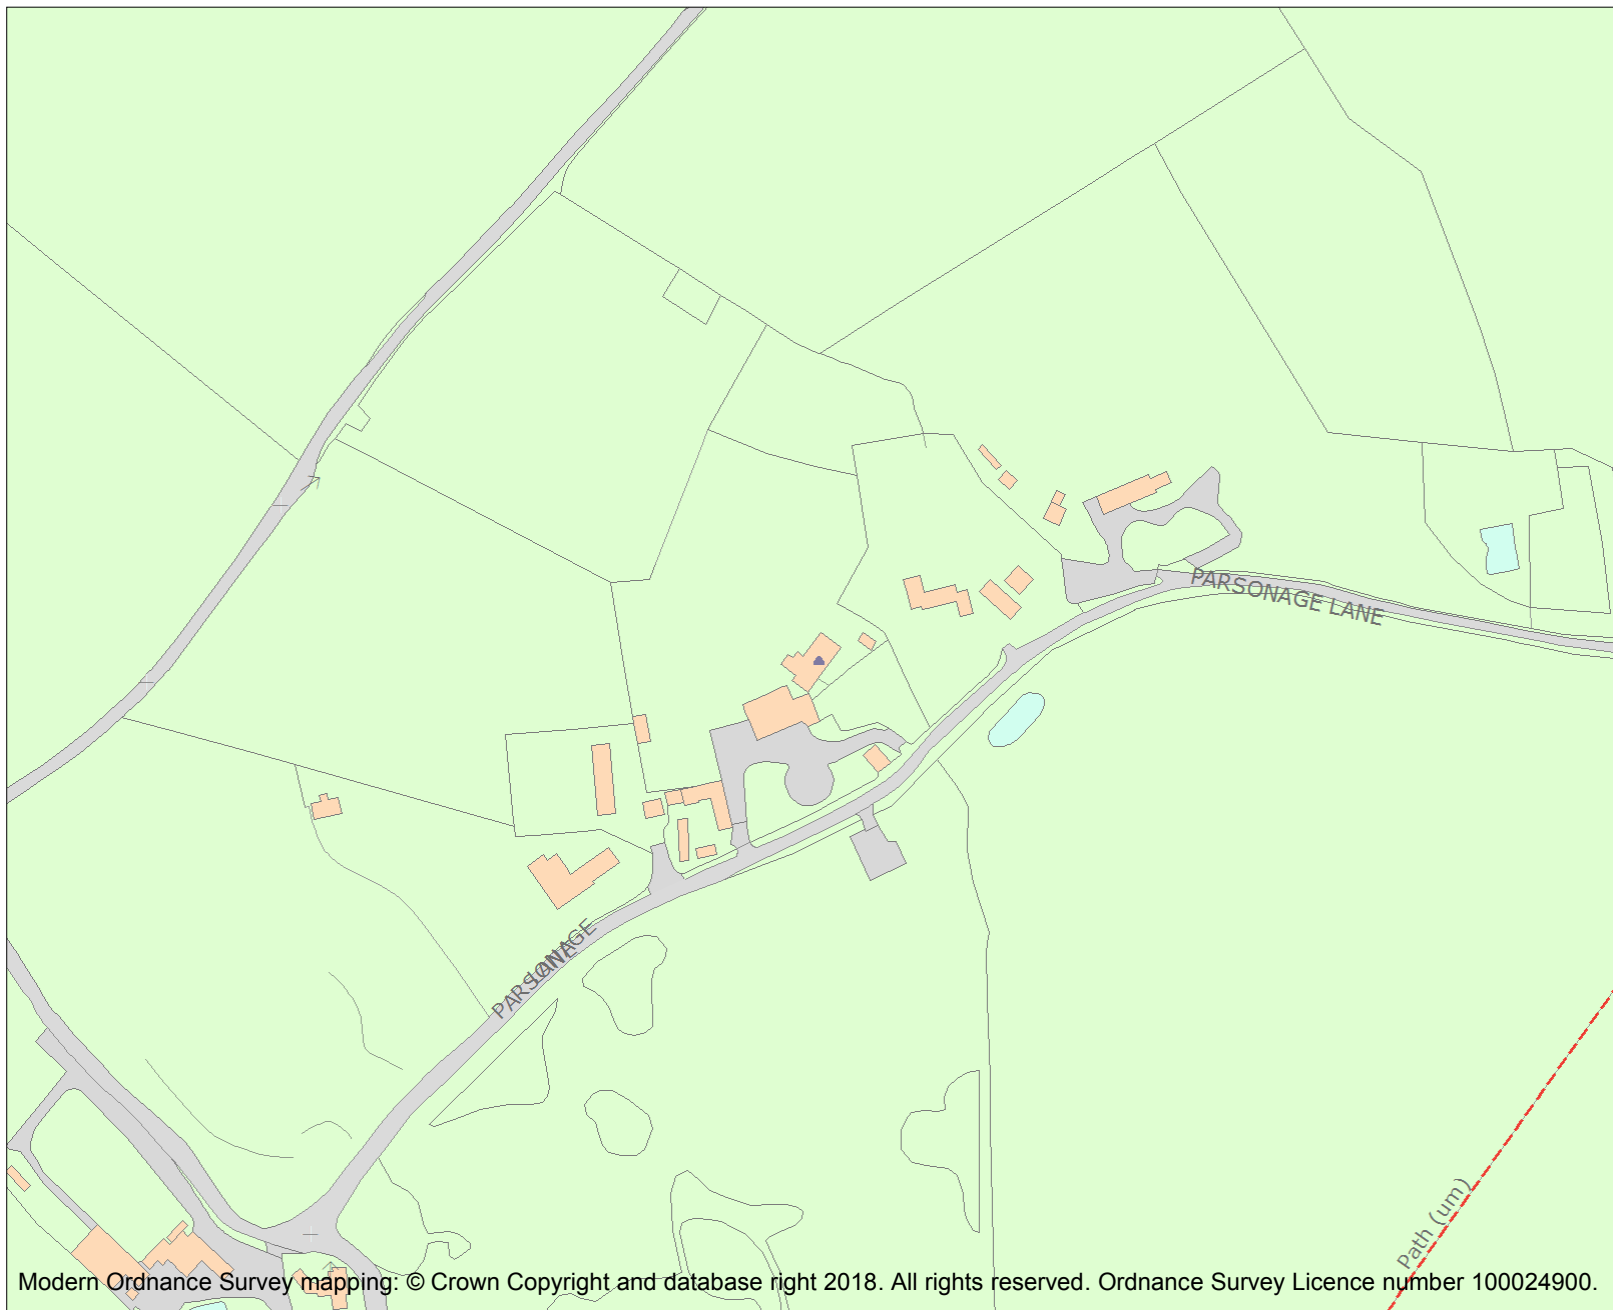 PARSONAGE LANE
PARSONAGE
LANE
Path (um)
Modern Ordnance Survey mapping: © Crown Copyright and database right 2018. All rights reserved. Ordnance Survey Licence number 100024900.